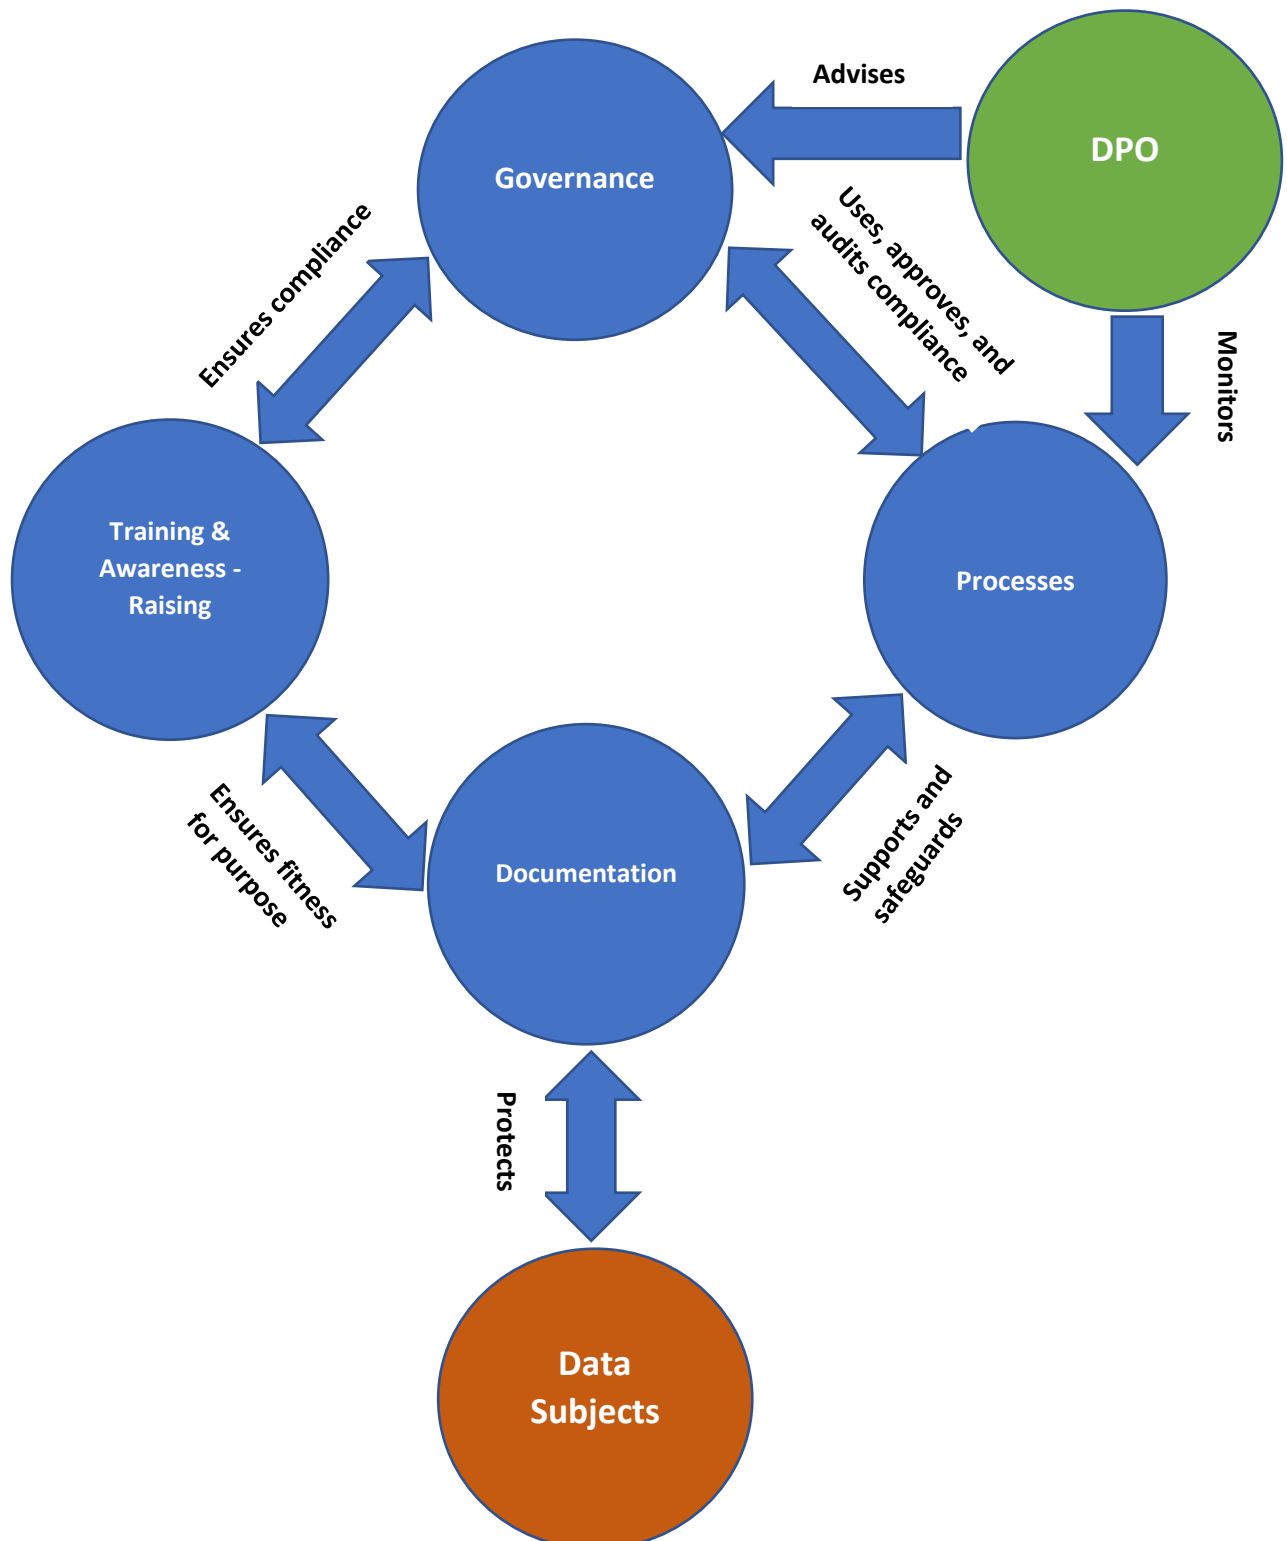 Advises
DPO
Governance
Uses, approves, and
audits compliance
Ensures compliance
Monitors
Training &
Awareness -
Raising
Processes
Ensures fitness
for purpose
Documentation
Supports and
safeguards
Protects
Data
Subjects